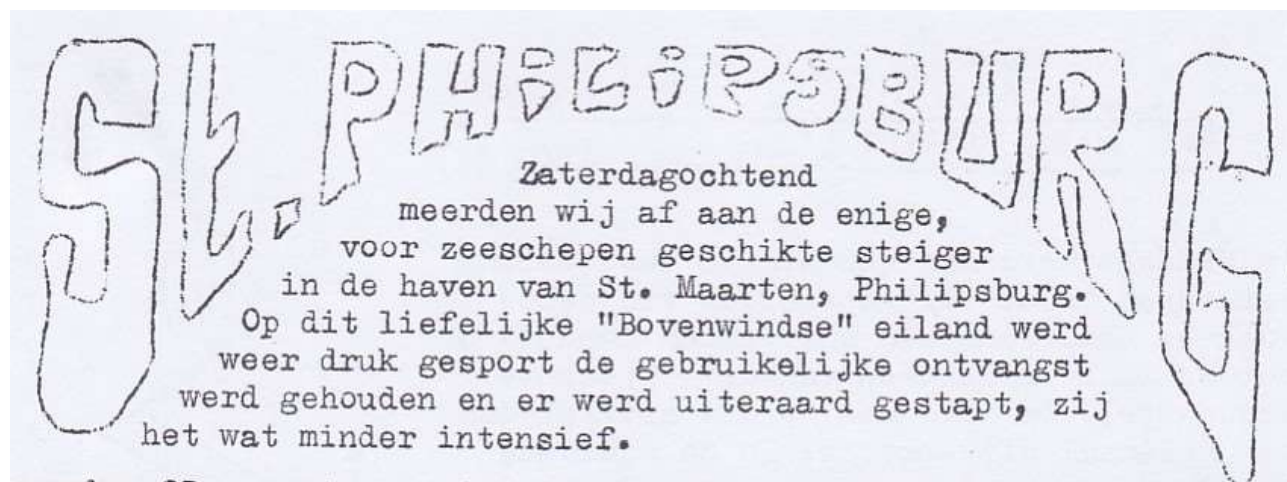 St. PHiLiPSBURG
Zaterdagochtend
meerden wij af aan de enige,
voor zeeschepen geschikte steiger
in de haven van St. Maarten, Philipsburg.
Op dit liefelijke "Bovenwindse" eiland werd
weer druk gesport de gebruikelijke ontvangst
werd gehouden en er werd uiteraard gestapt, zij
het wat minder intensief.